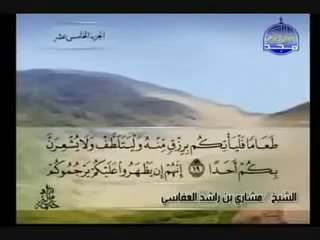 الجزء الخامس عشر
مجد
طَعَامًا فَلْيَأْتِكُم بِرِزْقٍ مِّنْهُ وَلْيَتَلَطَّفْ وَلَا يُشْعِرَنَّ
بِكُمْ أَحَدًا ۝١٩ إِنَّهُمْ إِن يَظْهَرُوا عَلَيْكُمْ يَرْجُمُوكُمْ
الشيخ / مشاري بن راشد العفاسي